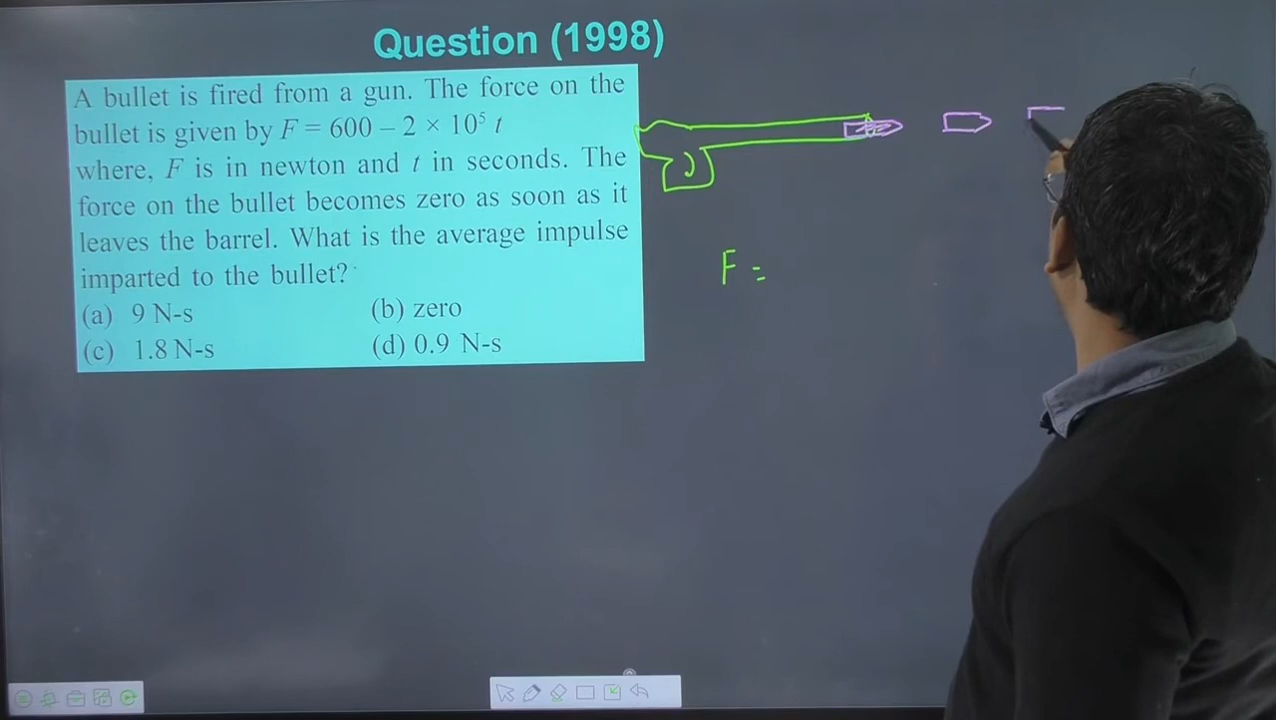 Question (1998)
A bullet is fired from a gun. The force on the
bullet is given by F = 600 – 2 × 10⁵ t
where, F is in newton and t in seconds. The
force on the bullet becomes zero as soon as it
leaves the barrel. What is the average impulse
imparted to the bullet?
(a) 9 N-s (b) zero
(c) 1.8 N-s (d) 0.9 N-s
F =